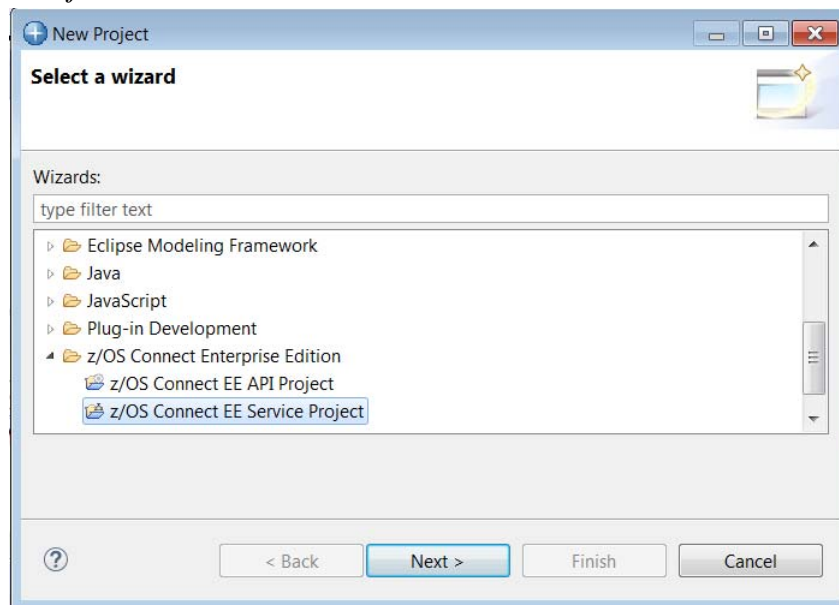 New Project
Select a wizard
Wizards:
type filter text
Eclipse Modeling Framework
Java
JavaScript
Plug-in Development
z/OS Connect Enterprise Edition
z/OS Connect EE API Project
z/OS Connect EE Service Project
? < Back Next > Finish Cancel